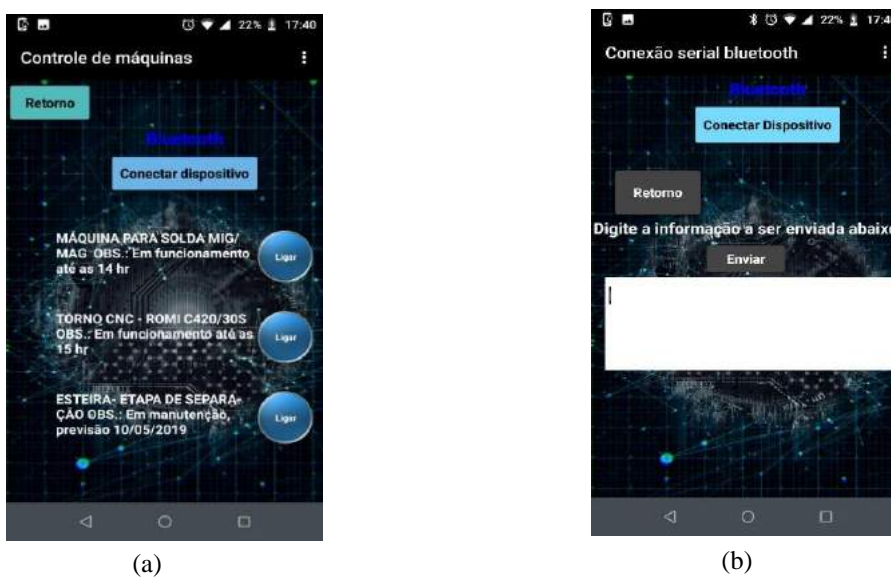 22% 17:40
Controle de máquinas
Retorno
Bluetooth
Conectar dispositivo
MÁQUINA PARA SOLDA MIG/
MAG OBS.: Em funcionamento
até as 14 hr
Ligar
TORNO CNC - ROMI C420/30S
OBS.: Em funcionamento até as
15 hr
Ligar
ESTEIRA- ETAPA DE SEPARA-
ÇÃO OBS.: Em manutenção,
previsão 10/05/2019
Ligar
(a)
22% 17:4
Conexão serial bluetooth
Bluetooth
Conectar Dispositivo
Retorno
Digite a informação a ser enviada abaixo
Enviar
(b)